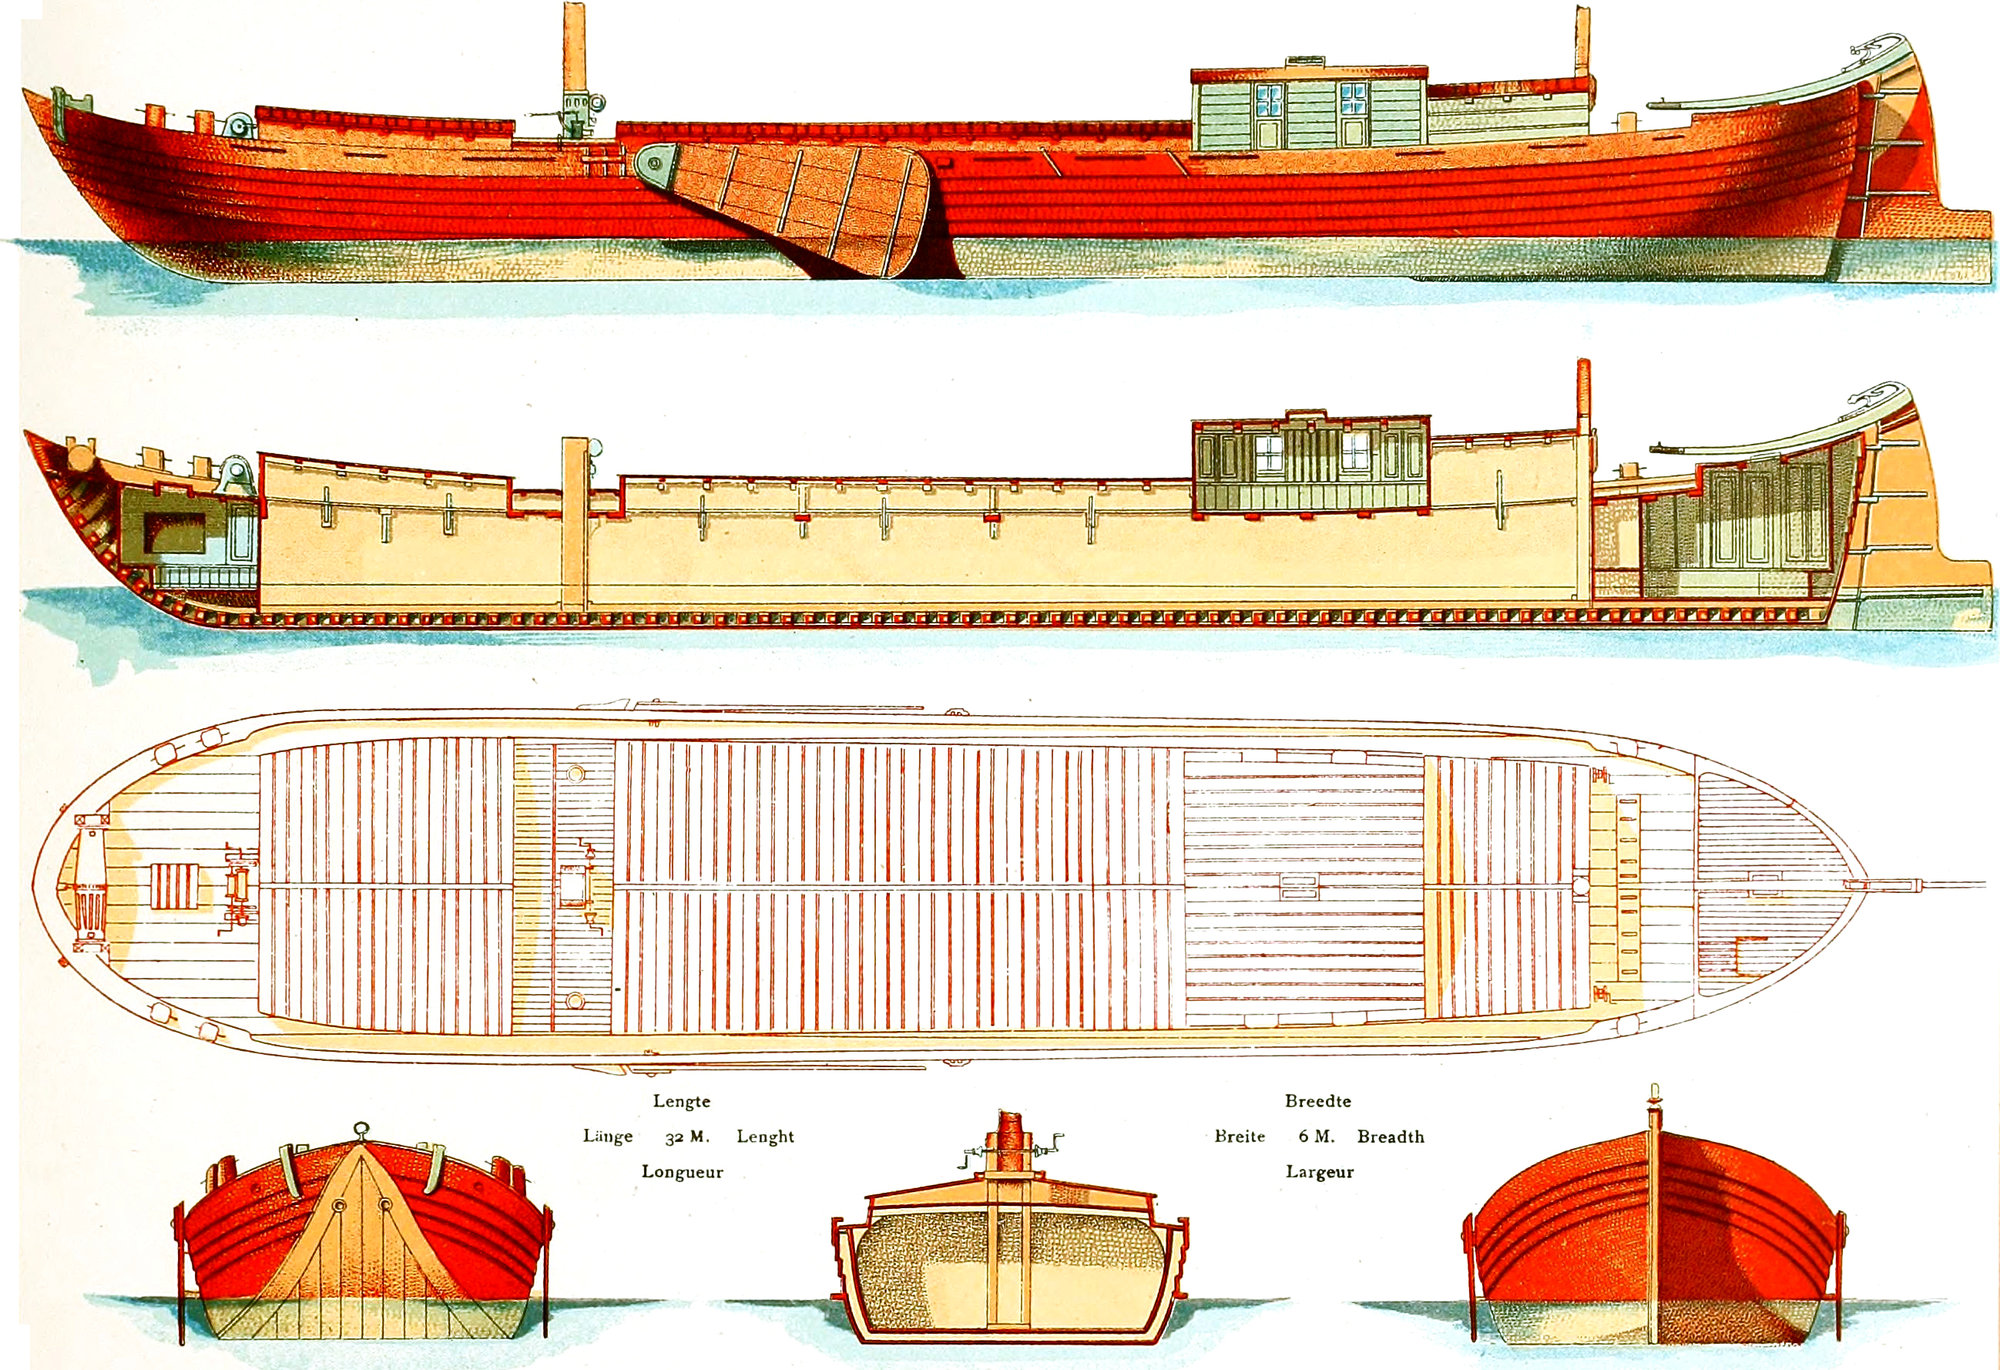 Lengte
Länge 32 M. Lenght
Longueur
Breedte
Breite 6 M. Breadth
Largeur